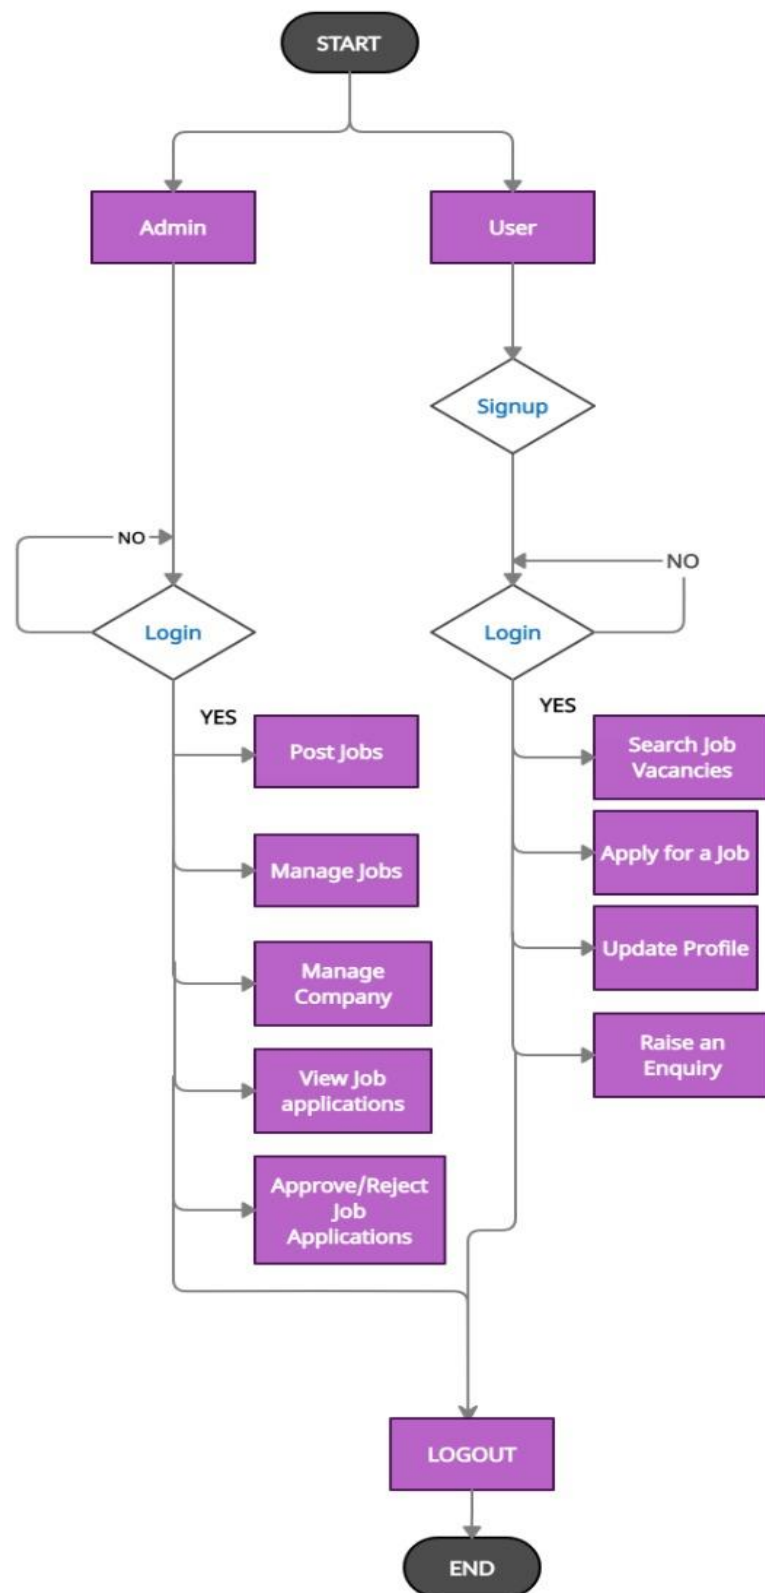 START
Admin
User
Signup
NO
NO
Login
Login
YES
YES
Post Jobs
Search Job
Vacancies
Manage Jobs
Apply for a Job
Manage
Company
Update Profile
View Job
applications
Raise an
Enquiry
Approve/Reject
Job
Applications
LOGOUT
END